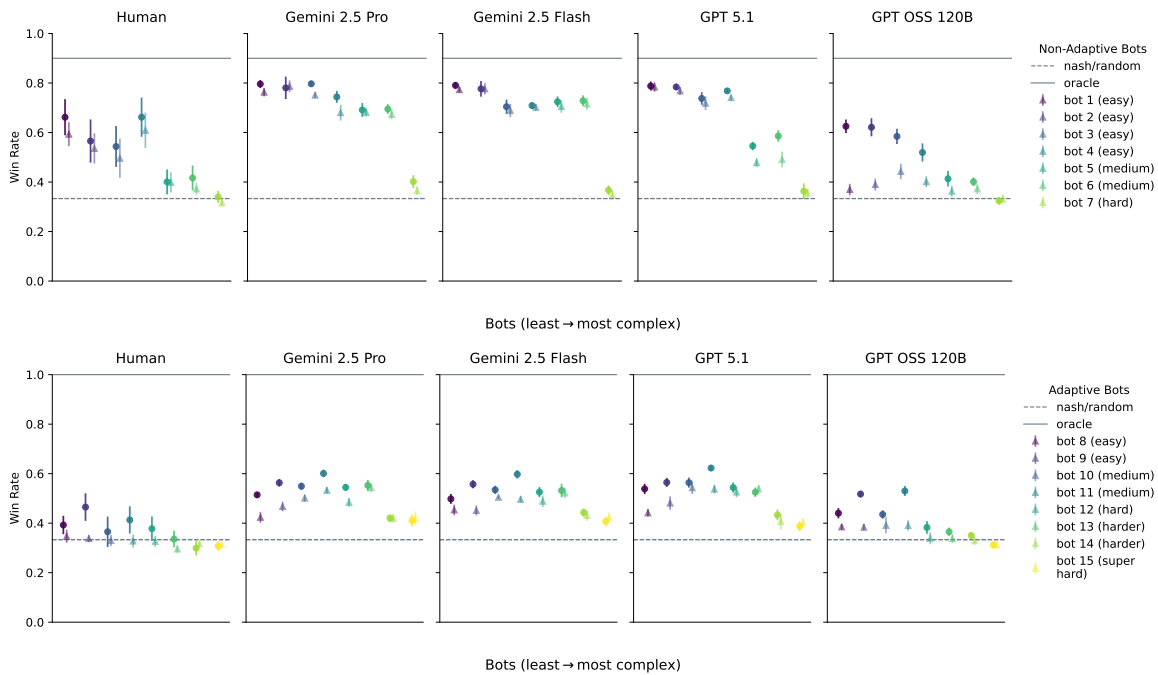 Human
Gemini 2.5 Pro
Gemini 2.5 Flash
GPT 5.1
GPT OSS 120B
1.0
0.8
0.6
0.4
0.2
0.0
Win Rate
Non-Adaptive Bots
nash/random
oracle
bot 1 (easy)
bot 2 (easy)
bot 3 (easy)
bot 4 (easy)
bot 5 (medium)
bot 6 (medium)
bot 7 (hard)
Bots (least→most complex)
Human
Gemini 2.5 Pro
Gemini 2.5 Flash
GPT 5.1
GPT OSS 120B
1.0
0.8
0.6
0.4
0.2
0.0
Win Rate
Adaptive Bots
nash/random
oracle
bot 8 (easy)
bot 9 (easy)
bot 10 (medium)
bot 11 (medium)
bot 12 (hard)
bot 13 (harder)
bot 14 (harder)
bot 15 (super
hard)
Bots (least→most complex)